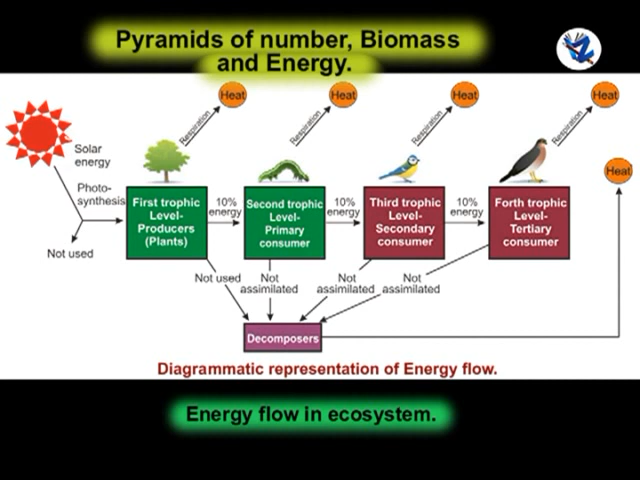 Pyramids of number, Biomass
and Energy.
Heat
Heat
Heat
Heat
Respiration
Respiration
Respiration
Respiration
Solar
energy
Photo-
synthesis
Not used
First trophic
Level-
Producers
(Plants)
10%
energy
Second trophic
Level-
Primary
consumer
10%
energy
Third trophic
Level-
Secondary
consumer
10%
energy
Forth trophic
Level-
Tertiary
consumer
Heat
Not used
Not
assimilated
Not
assimilated
Not
assimilated
Decomposers
Diagrammatic representation of Energy flow.
Energy flow in ecosystem.